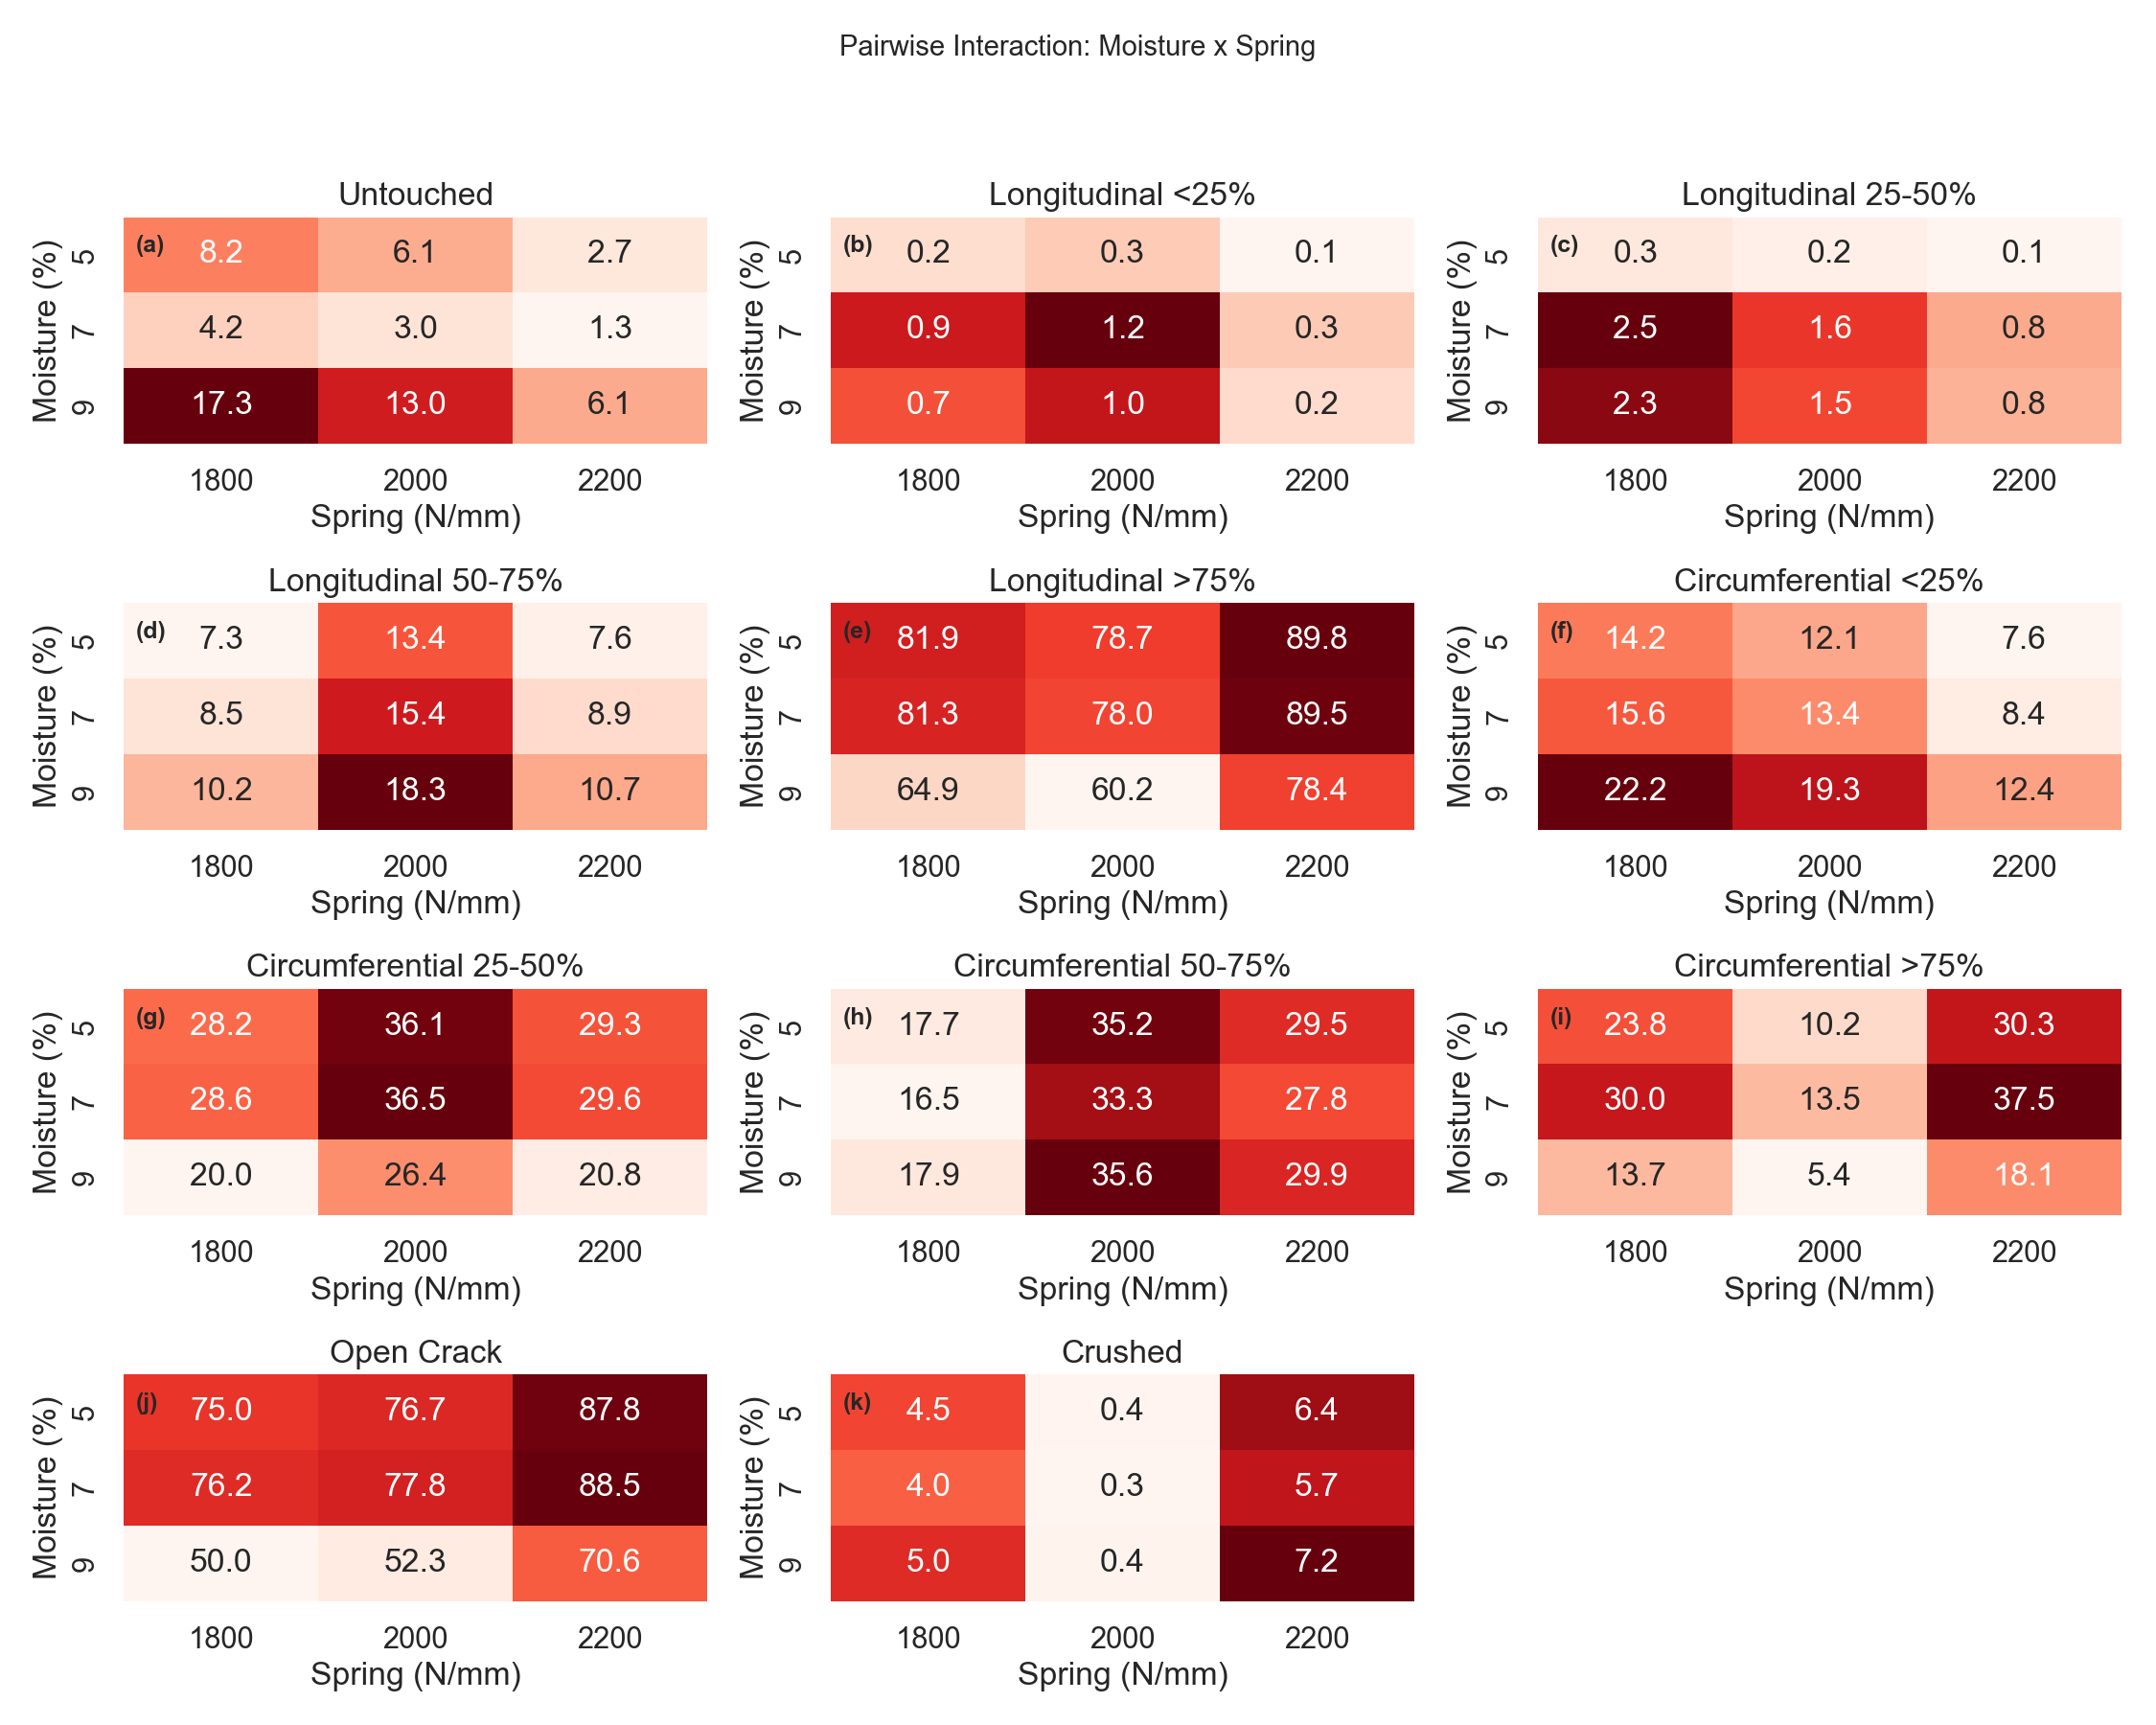 Pairwise Interaction: Moisture x Spring
Untouched
(a) 8.2 6.1 2.7
4.2 3.0 1.3
17.3 13.0 6.1
Moisture (%)
5
7
9
1800 2000 2200
Spring (N/mm)
Longitudinal <25%
(b) 0.2 0.3 0.1
0.9 1.2 0.3
0.7 1.0 0.2
Moisture (%)
5
7
9
1800 2000 2200
Spring (N/mm)
Longitudinal 25-50%
(c) 0.3 0.2 0.1
2.5 1.6 0.8
2.3 1.5 0.8
Moisture (%)
5
7
9
1800 2000 2200
Spring (N/mm)
Longitudinal 50-75%
(d) 7.3 13.4 7.6
8.5 15.4 8.9
10.2 18.3 10.7
Moisture (%)
5
7
9
1800 2000 2200
Spring (N/mm)
Longitudinal >75%
(e) 81.9 78.7 89.8
81.3 78.0 89.5
64.9 60.2 78.4
Moisture (%)
5
7
9
1800 2000 2200
Spring (N/mm)
Circumferential <25%
(f) 14.2 12.1 7.6
15.6 13.4 8.4
22.2 19.3 12.4
Moisture (%)
5
7
9
1800 2000 2200
Spring (N/mm)
Circumferential 25-50%
(g) 28.2 36.1 29.3
28.6 36.5 29.6
20.0 26.4 20.8
Moisture (%)
5
7
9
1800 2000 2200
Spring (N/mm)
Circumferential 50-75%
(h) 17.7 35.2 29.5
16.5 33.3 27.8
17.9 35.6 29.9
Moisture (%)
5
7
9
1800 2000 2200
Spring (N/mm)
Circumferential >75%
(i) 23.8 10.2 30.3
30.0 13.5 37.5
13.7 5.4 18.1
Moisture (%)
5
7
9
1800 2000 2200
Spring (N/mm)
Open Crack
(j) 75.0 76.7 87.8
76.2 77.8 88.5
50.0 52.3 70.6
Moisture (%)
5
7
9
1800 2000 2200
Spring (N/mm)
Crushed
(k) 4.5 0.4 6.4
4.0 0.3 5.7
5.0 0.4 7.2
Moisture (%)
5
7
9
1800 2000 2200
Spring (N/mm)